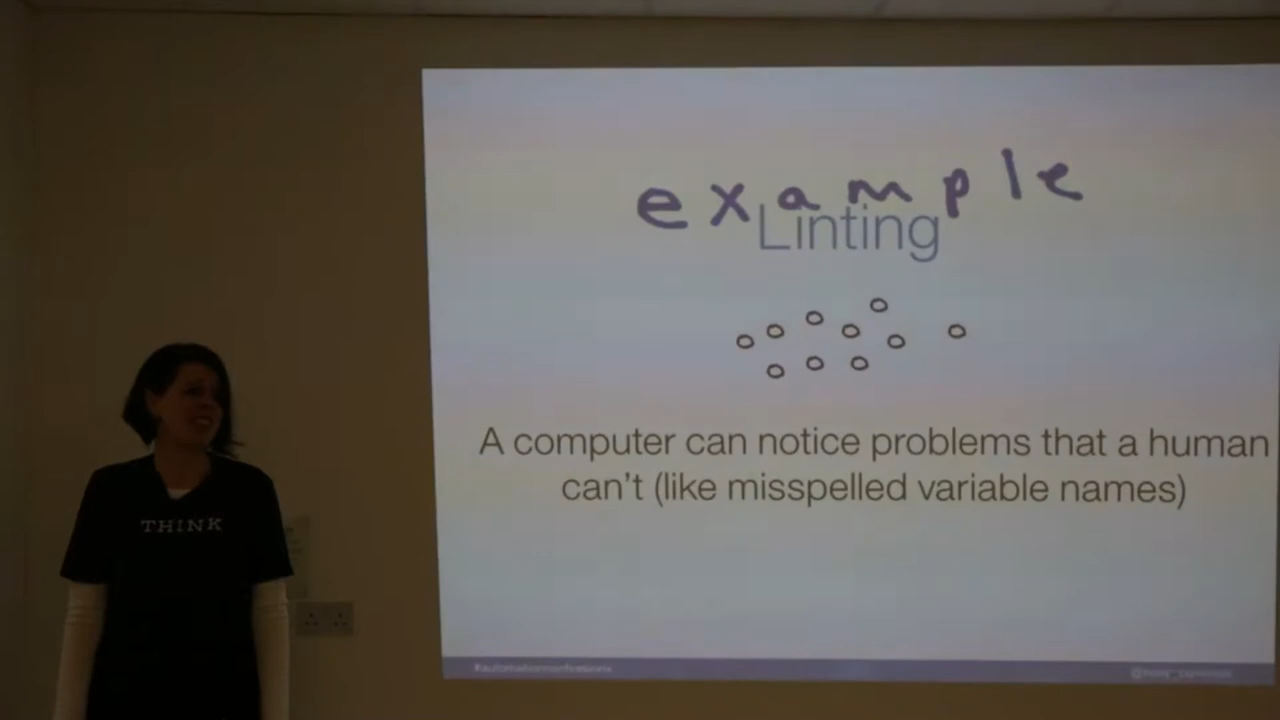 example
Linting
A computer can notice problems that a human
can't (like misspelled variable names)
THINK